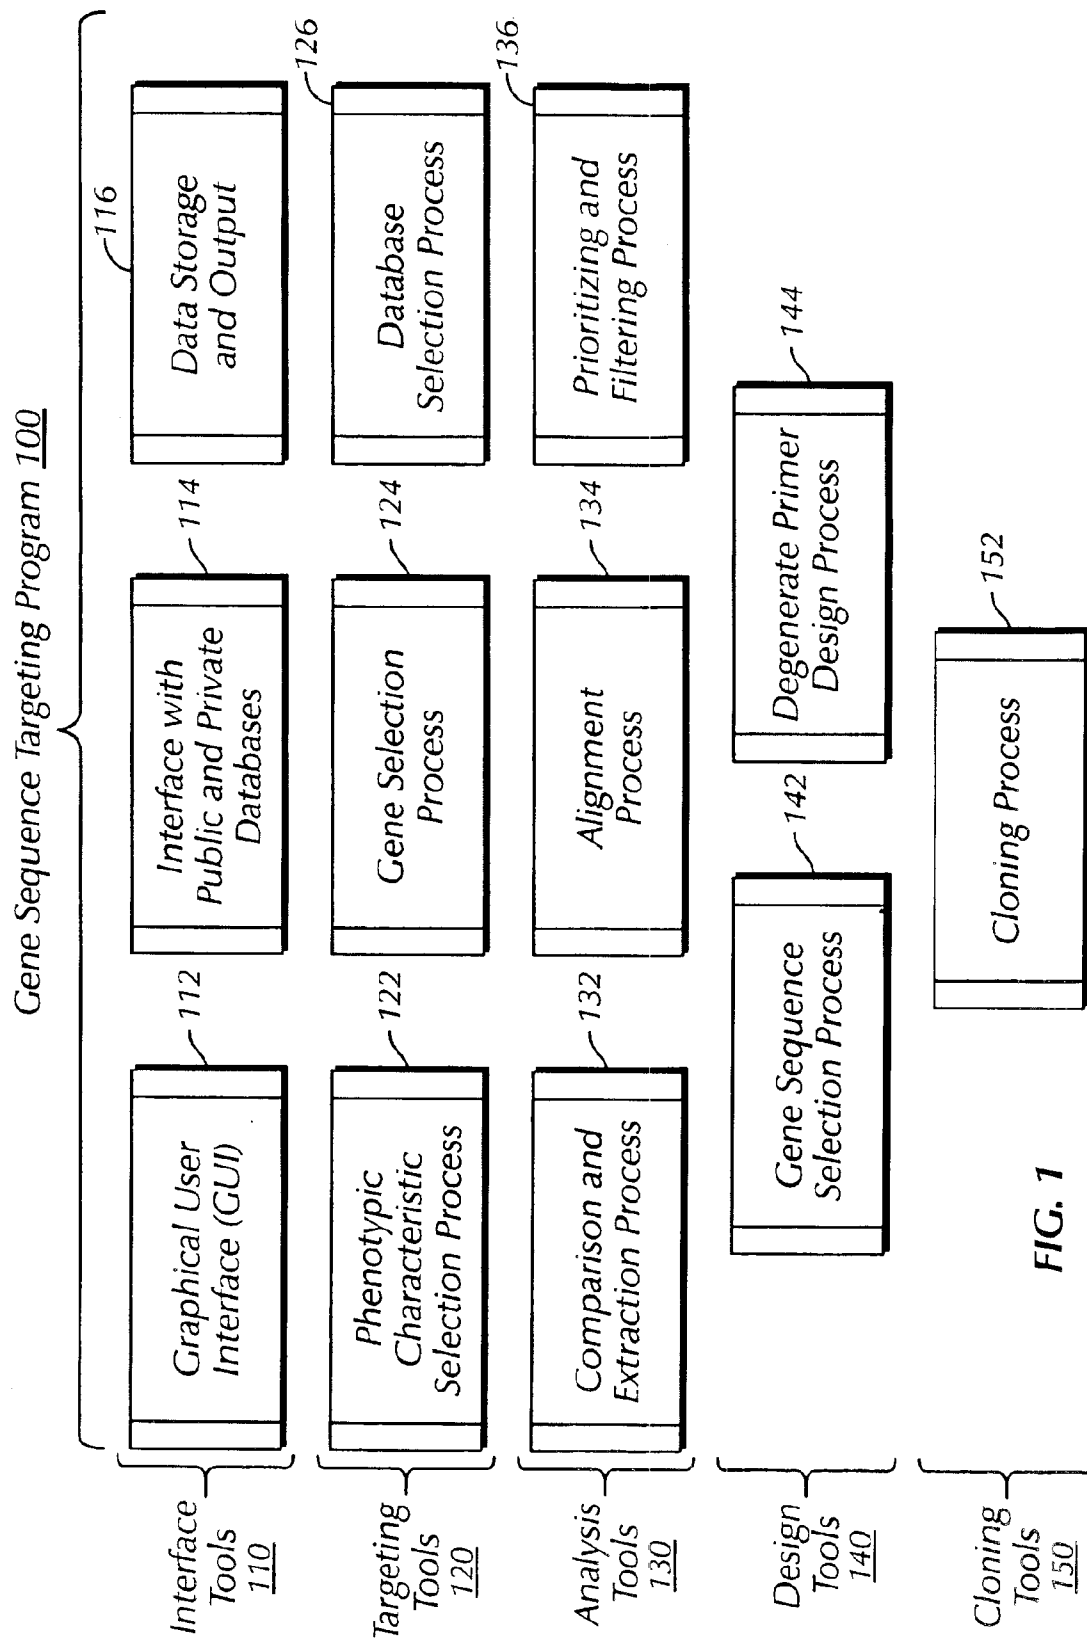 Gene Sequence Targeting Program 100
Interface
Tools
110
Graphical User
Interface (GUI)
112
Interface with
Public and Private
Databases
114
Data Storage
and Output
116
Targeting
Tools
120
Phenotypic
Characteristic
Selection Process
122
Gene Selection
Process
124
Database
Selection Process
126
Analysis
Tools
130
Comparison and
Extraction Process
132
Alignment
Process
134
Prioritizing and
Filtering Process
136
Design
Tools
140
Gene Sequence
Selection Process
142
Degenerate Primer
Design Process
144
Cloning
Tools
150
Cloning Process
152
FIG. 1